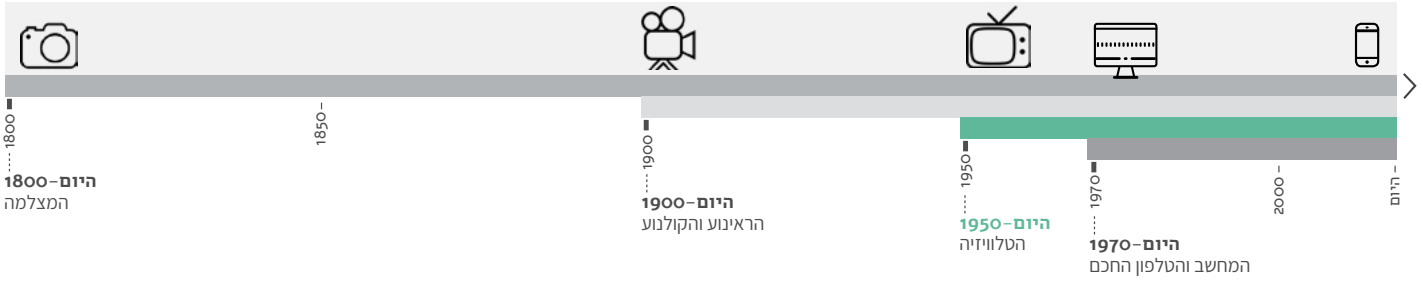 1800
1850
1900
1950
1970
2000
היום
1800-היום
המצלמה
1900-היום
הראינוע והקולנוע
1950-היום
הטלוויזיה
1970-היום
המחשב והטלפון החכם